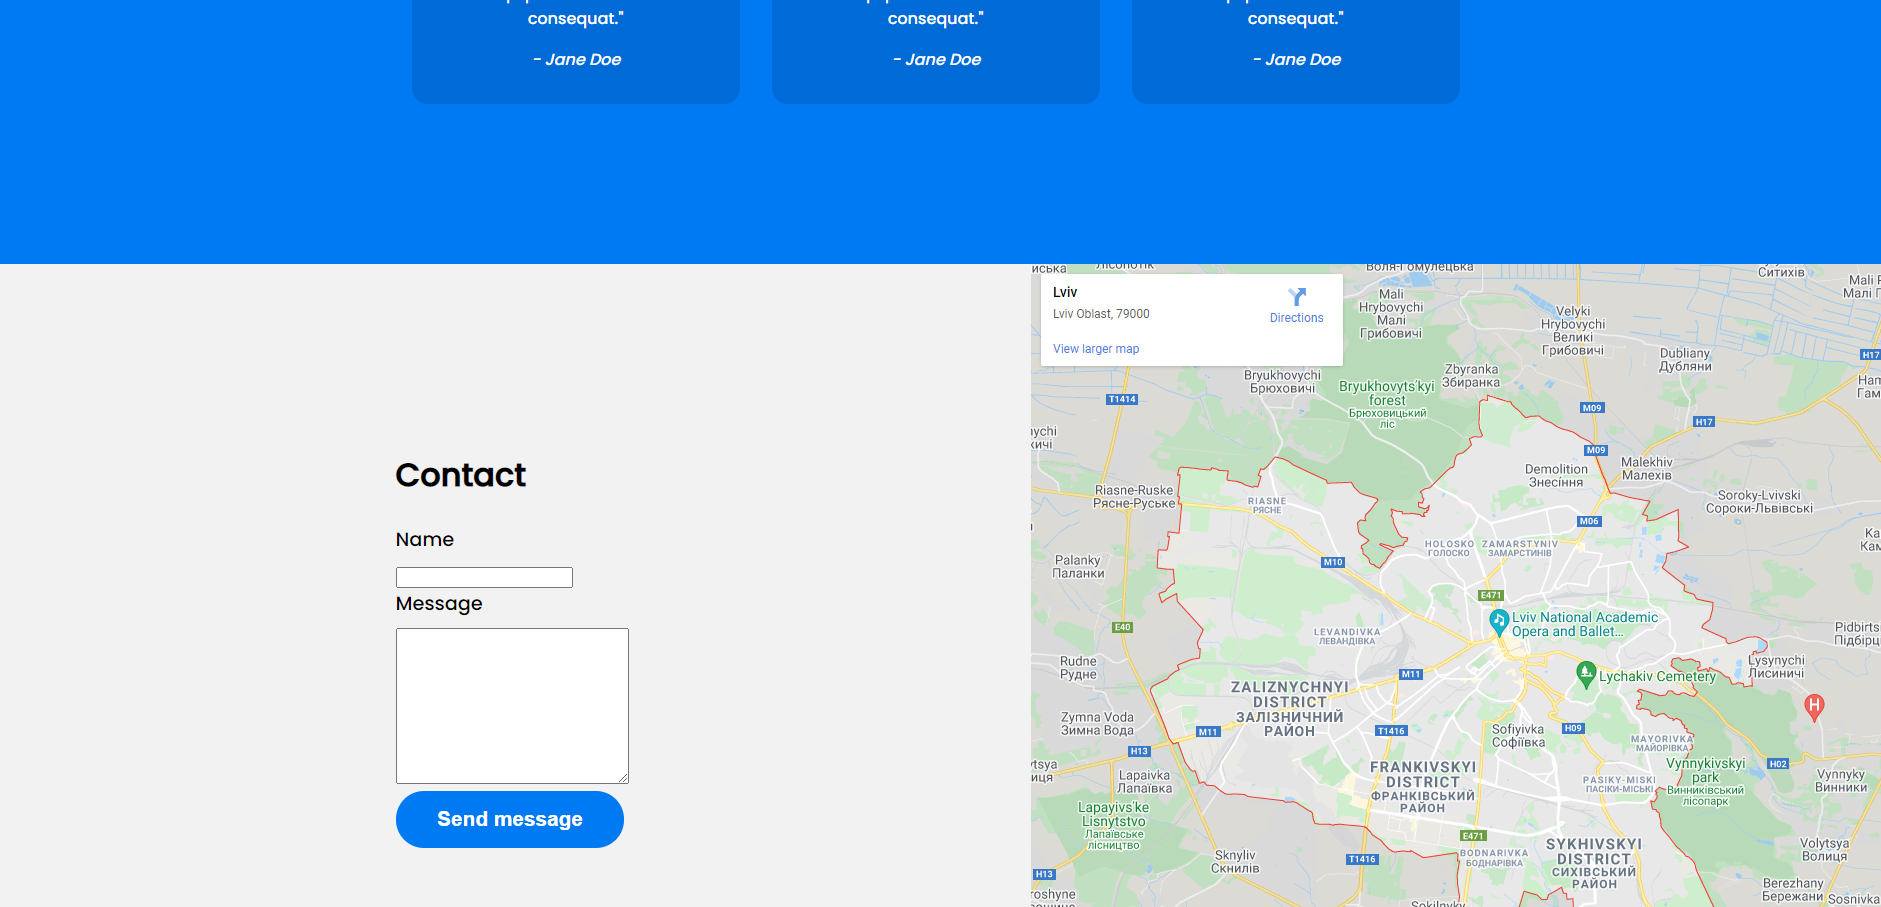 consequat."
- Jane Doe
consequat."
- Jane Doe
consequat."
- Jane Doe
Contact
Name
Message
Send message
Lviv
Lviv Oblast, 79000
Directions
View larger map
Воля-Гомулецька
Ситихів
Mali
Hrybovychi
Малі
Грибовичі
Velyki
Hrybovychi
Великі
Грибовичі
Dubliany
Дубляни
H17
Bryukhovychi
Брюховичі
Bryukhovyts'kyi
forest
Брюховицький
ліс
Zbyranka
Збиранка
T1414
M09
H17
M09
Demolition
Знесіння
Malekhiv
Малехів
Riasne-Ruske
Рясне-Руське
RIASNE
РЯСНЕ
Soroky-Lvivski
Сороки-Львівські
M06
HOLOSKO
ГОЛОСКО
ZAMARSTYNIV
ЗАМАРСТИНІВ
Palanky
Паланки
M10
E471
Lviv National Academic
Opera and Ballet...
E40
LEVANDIVKA
ЛЕВАНДІВКА
Rudne
Рудне
M11
Lychakiv Cemetery
Lysynychi
Лисиничі
H
ZALIZNYCHNYI
DISTRICT
ЗАЛІЗНИЧНИЙ
РАЙОН
Zymna Voda
Зимна Вода
M11
T1416
Sofiyivka
Софіївка
H09
MAYORIVKA
МАЙОРІВКА
H13
FRANKIVSKYI
DISTRICT
ФРАНКІВСЬКИЙ
РАЙОН
Vynnykivskyi
park
Винниківський
лісопарк
H02
Lapaivka
Лапаївка
PASIKY-MISKI
ПАСІКИ-МІСЬКІ
Vynnyky
Винники
Lapayivs'ke
Lisnytstvo
Лапаївське
лісництво
E471
SYKHIVSKYI
DISTRICT
СИХІВСЬКИЙ
РАЙОН
Volytsya
Волиця
Sknyliv
Скнилів
T1416
BODNARIVKA
БОДНАРІВКА
H13
Berezhany
Бережани